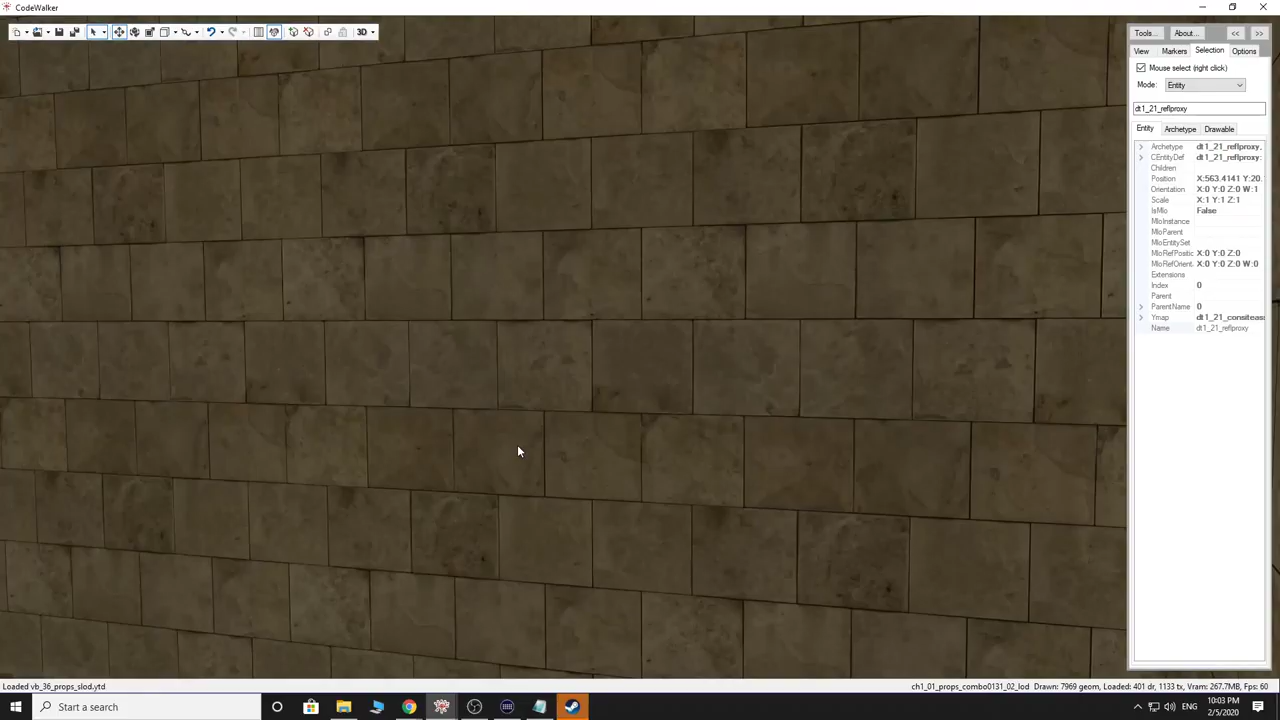 CodeWalker
3D
Tools...
About...
<<
>>
View
Markers
Selection
Options
Mouse select (right click)
Mode:
Entity
dt1_21_reflproxy
Entity
Archetype
Drawable
Archetype dt1_21_reflproxy,
CEntityDef dt1_21_reflproxy:
Children
Position X:563.4141 Y:20.
Orientation X:0 Y:0 Z:0 W:1
Scale X:1 Y:1 Z:1
IsMlo False
MloInstance
MloParent
MloEntitySet
MloRefPositic X:0 Y:0 Z:0
MloRefOrient. X:0 Y:0 Z:0 W:0
Extensions
Index 0
Parent
ParentName 0
Ymap dt1_21_consiteas
Name dt1_21_reflproxy
Loaded vb_36_props_slod.ytd
ch1_01_props_combo0131_02_lod Drawn: 7969 geom, Loaded: 401 dr, 1133 tx, Vram: 267.7MB, Fps: 60
Start a search
ENG
10:03 PM
2/5/2020